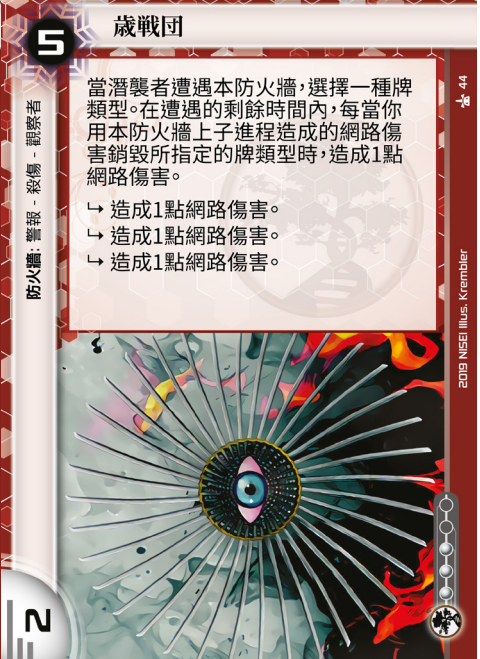 5
歳戦団
當潛襲者遭遇本防火牆，選擇一種牌
類型。在遭遇的剩餘時間內，每當你
用本防火牆上子進程造成的網路傷
害銷毀所指定的牌類型時，造成1點
網路傷害。
↳ 造成1點網路傷害。
↳ 造成1點網路傷害。
↳ 造成1點網路傷害。
防火牆: 警報 - 殺傷 - 觀察者
44
2019 NISEI Illus. Krembler
2